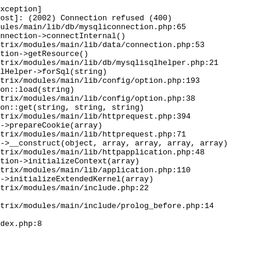 xception]
ost]: (2002) Connection refused (400)
ules/main/lib/db/mysqliconnection.php:65
nnection->connectInternal()
trix/modules/main/lib/data/connection.php:53
tion->getResource()
trix/modules/main/lib/db/mysqlisqlhelper.php:21
lHelper->forSql(string)
trix/modules/main/lib/config/option.php:193
on::load(string)
trix/modules/main/lib/config/option.php:38
on::get(string, string, string)
trix/modules/main/lib/httprequest.php:394
->prepareCookie(array)
trix/modules/main/lib/httprequest.php:71
->__construct(object, array, array, array, array)
trix/modules/main/lib/httpapplication.php:48
tion->initializeContext(array)
trix/modules/main/lib/application.php:110
->initializeExtendedKernel(array)
trix/modules/main/include.php:22
trix/modules/main/include/prolog_before.php:14
dex.php:8